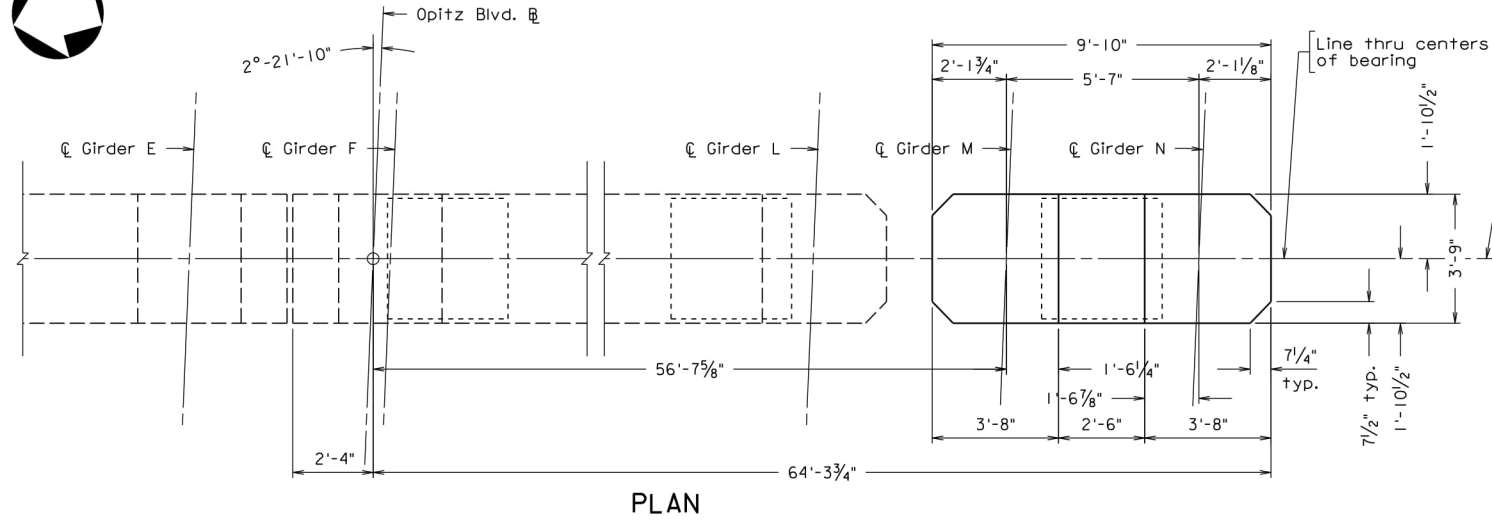 Opitz Blvd. ⅊
2°-21'-10"
9'-10"
Line thru centers
of bearing
2'-1¾"
5'-7"
2'-1⅛"
1'-10½"
℄ Girder E
℄ Girder F
℄ Girder L
℄ Girder M
℄ Girder N
3'-9"
56'-7⅝"
1'-6¼"
7¼"
typ.
1'-6⅞"
7½" typ.
1'-10½"
3'-8"
2'-6"
3'-8"
2'-4"
64'-3¾"
PLAN